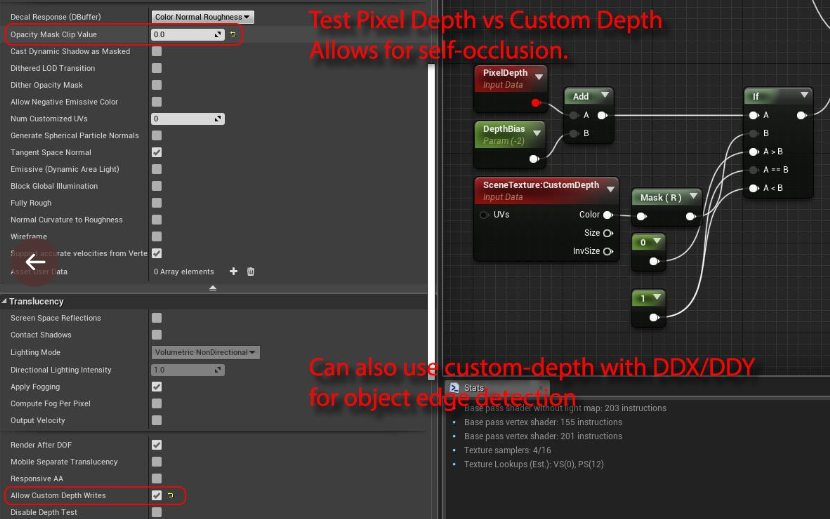 Decal Response (DBuffer) Color Normal Roughness
Opacity Mask Clip Value 0.0
Cast Dynamic Shadow as Masked
Dithered LOD Transition
Dither Opacity Mask
Allow Negative Emissive Color
Num Customized UVs 0
Generate Spherical Particle Normals
Tangent Space Normal
Emissive (Dynamic Area Light)
Block Global Illumination
Fully Rough
Normal Curvature to Roughness
Wireframe
accurate velocities from Verte
Data 0 Array elements
Translucency
Screen Space Reflections
Contact Shadows
Lighting Mode Volumetric NonDirectional
Directional Lighting Intensity 1.0
Apply Fogging
Compute Fog Per Pixel
Output Velocity
Render After DOF
Mobile Separate Translucency
Responsive AA
Allow Custom Depth Writes
Disable Depth Test
Test Pixel Depth vs Custom Depth
Allows for self-occlusion.
PixelDepth
Input Data
Add
A
B
DepthBias
Param (-2)
If
A
B
A > B
A == B
A < B
SceneTexture:CustomDepth
Input Data
UVs Color
Size
InvSize
Mask ( R )
0
1
Can also use custom-depth with DDX/DDY
for object edge detection
Stats
Base pass shader without light map: 203 instructions
Base pass vertex shader: 155 instructions
Base pass vertex shader: 201 instructions
Texture samplers: 4/16
Texture Lookups (Est.): VS(0), PS(12)